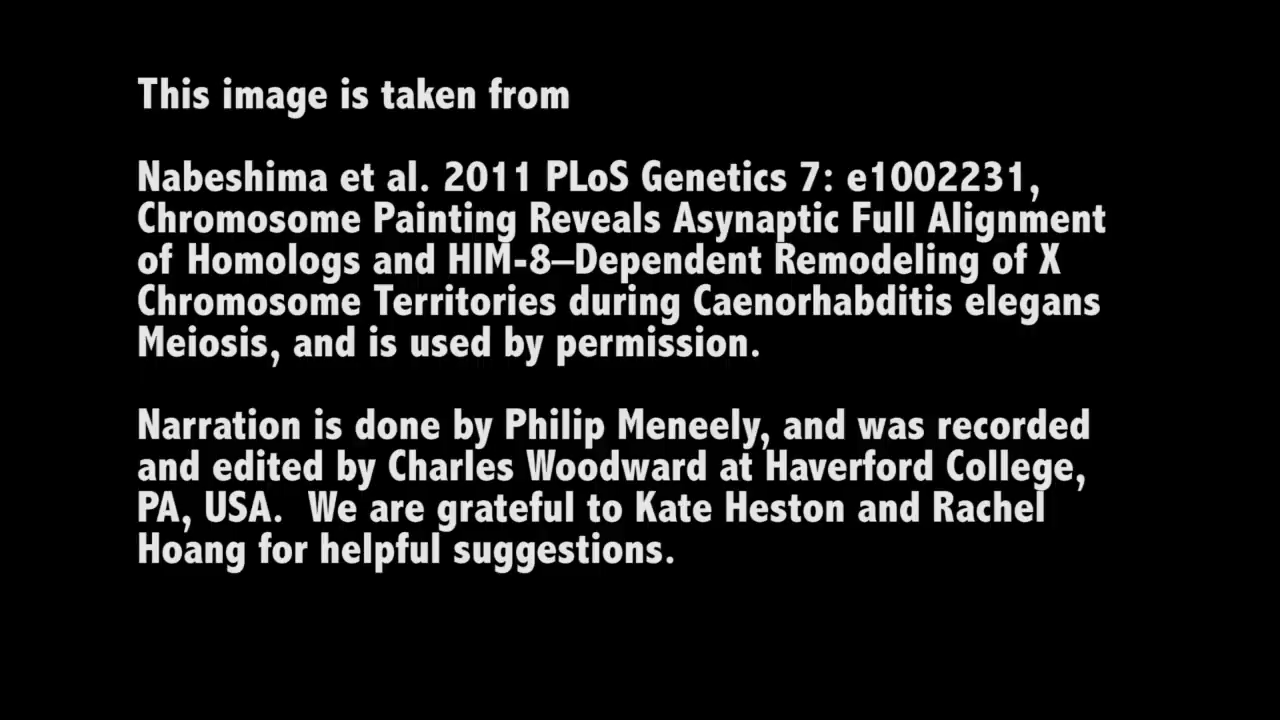 This image is taken from
Nabeshima et al. 2011 PLoS Genetics 7: e1002231,
Chromosome Painting Reveals Asynaptic Full Alignment
of Homologs and HIM-8–Dependent Remodeling of X
Chromosome Territories during Caenorhabditis elegans
Meiosis, and is used by permission.
Narration is done by Philip Meneely, and was recorded
and edited by Charles Woodward at Haverford College,
PA, USA.  We are grateful to Kate Heston and Rachel
Hoang for helpful suggestions.